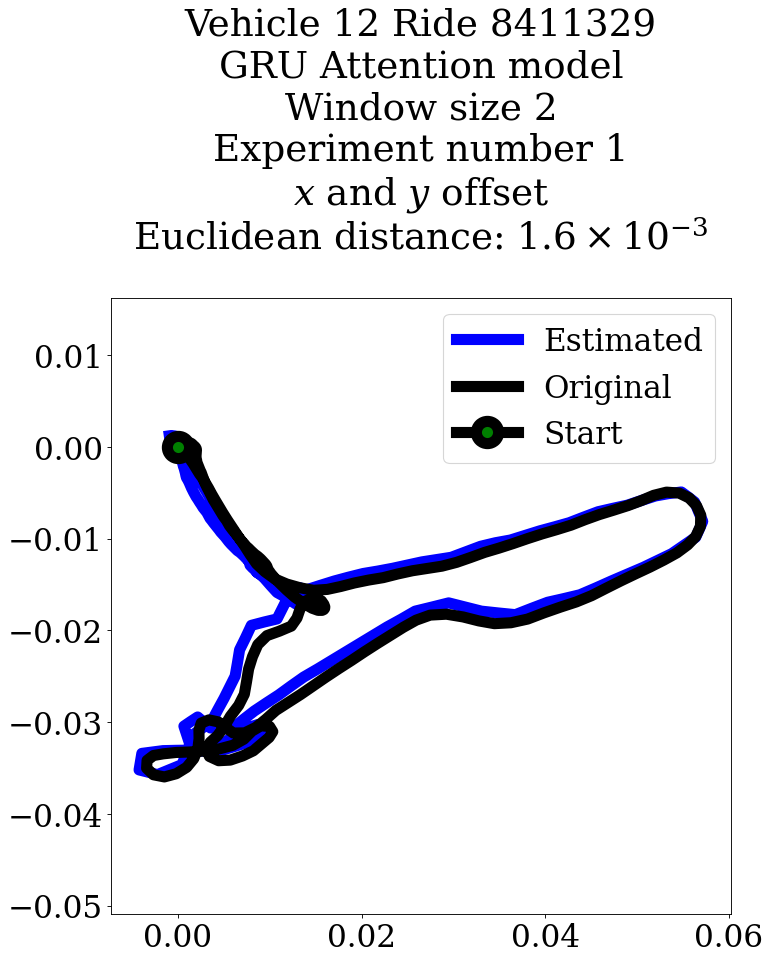 Vehicle 12 Ride 8411329
GRU Attention model
Window size 2
Experiment number 1
x and y offset
Euclidean distance: 1.6 × 10⁻³
Estimated
Original
Start
0.01
0.00
−0.01
−0.02
−0.03
−0.04
−0.05
0.00 0.02 0.04 0.06